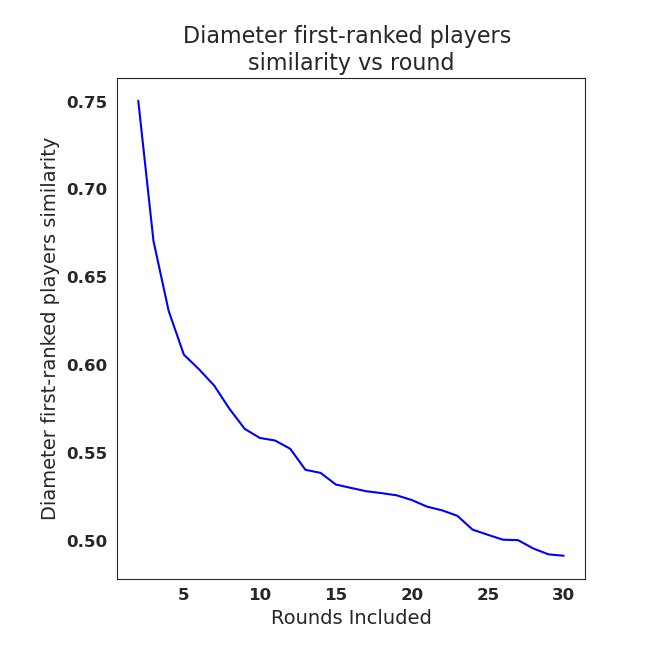 Diameter first-ranked players
similarity vs round
Diameter first-ranked players similarity
0.75
0.70
0.65
0.60
0.55
0.50
5 10 15 20 25 30
Rounds Included